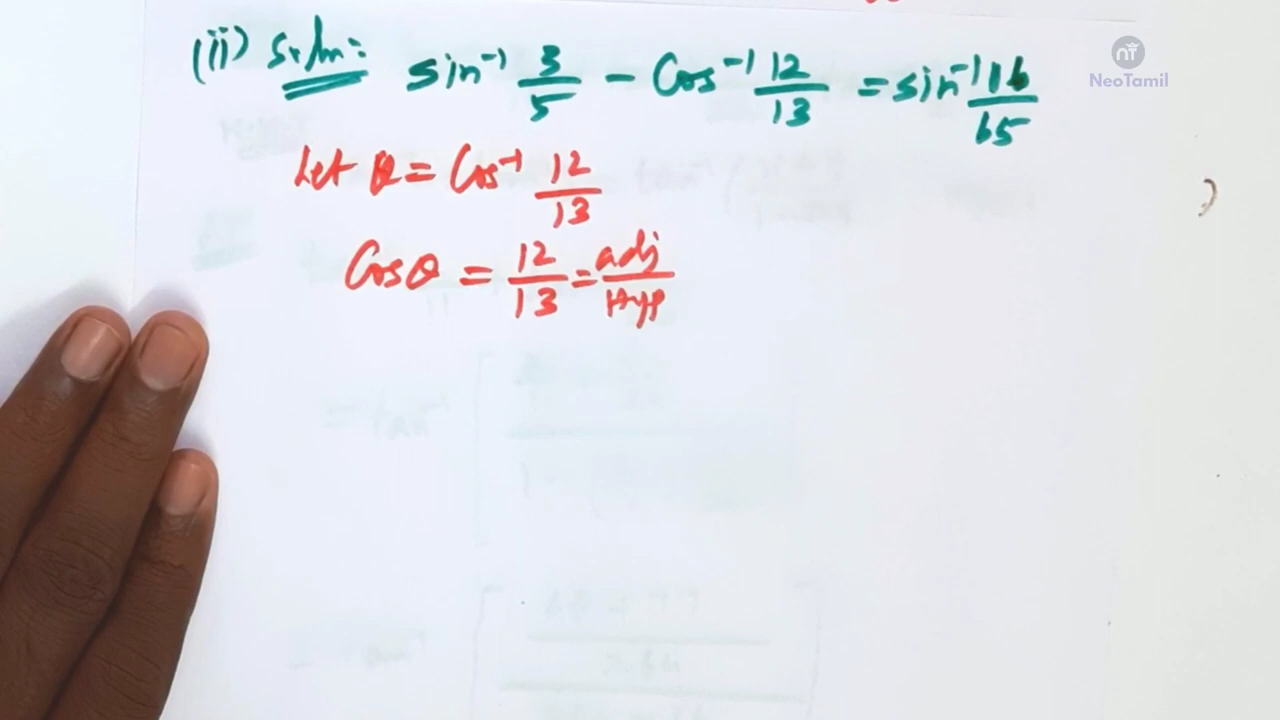 (ii) Soln: sin⁻¹ 3/5 - Cos⁻¹ 12/13 = sin⁻¹ 16/65
NeoTamil
Let θ = Cos⁻¹ 12/13
Cosθ = 12/13 = adj/Hyp